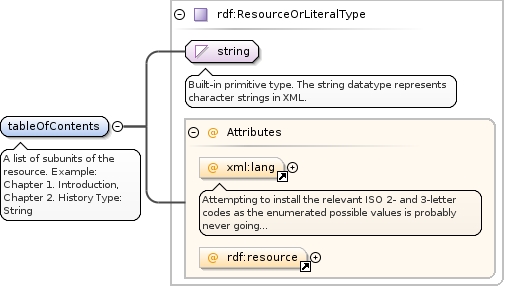 rdf:ResourceOrLiteralType
string
Built-in primitive type. The string datatype represents
character strings in XML.
tableOfContents
A list of subunits of the
resource. Example:
Chapter 1. Introduction,
Chapter 2. History Type:
String
@ Attributes
@ xml:lang
Attempting to install the relevant ISO 2- and 3-letter
codes as the enumerated possible values is probably
never going...
@ rdf:resource